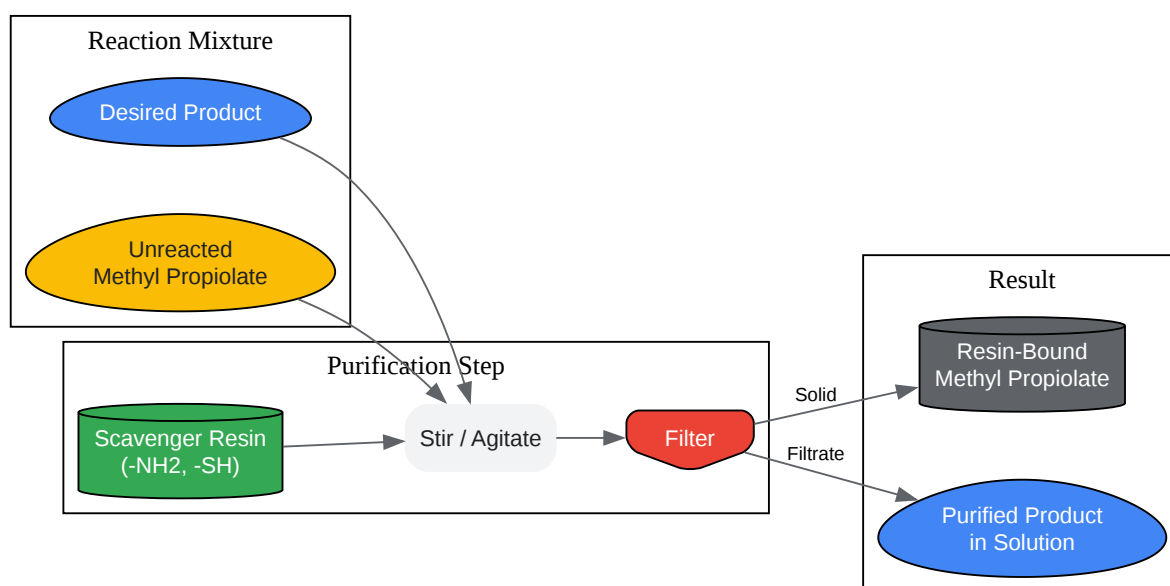 Reaction Mixture
Desired Product
Unreacted
Methyl Propiolate
Purification Step
Scavenger Resin
(-NH2, -SH)
Stir / Agitate
Filter
Solid
Filtrate
Result
Resin-Bound
Methyl Propiolate
Purified Product
in Solution